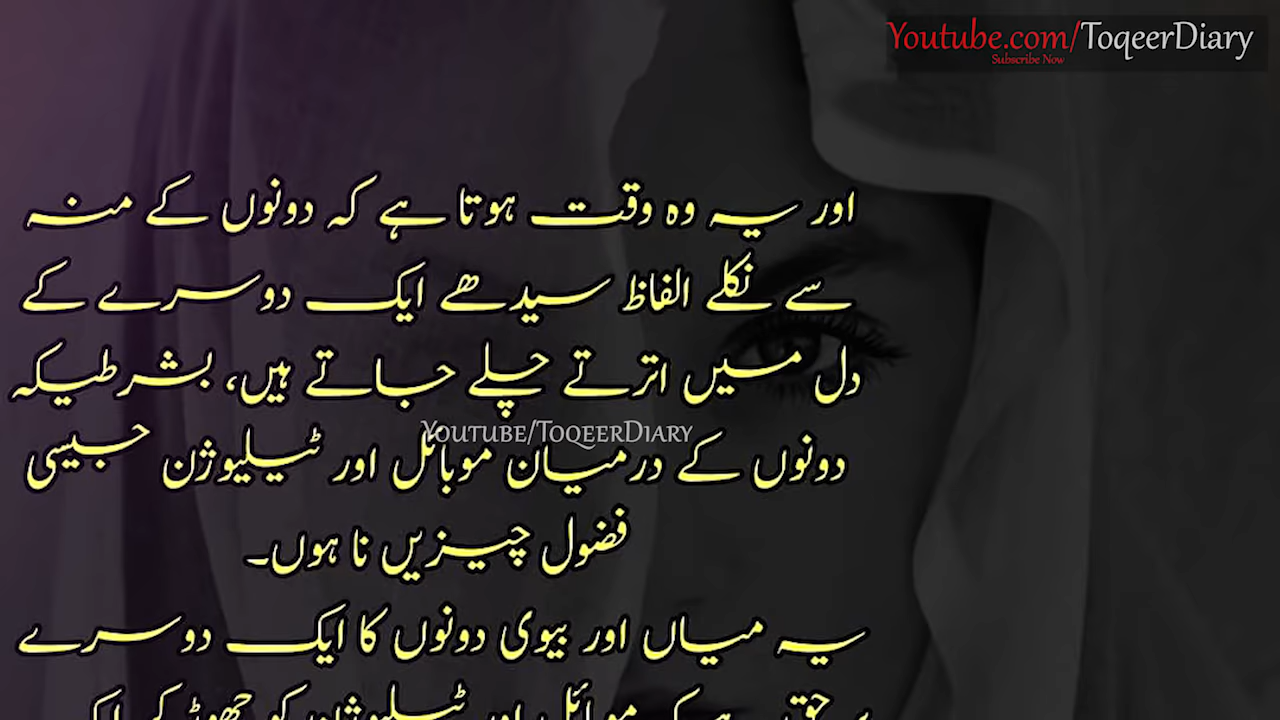 Youtube.com/ToqeerDiary
Subscribe Now
اور یہ وہ وقت ہوتا ہے کہ دونوں کے منہ
سے نکلے الفاظ سیدھے ایک دوسرے کے
دل میں اترتے چلے جاتے ہیں، بشرطیکہ
Youtube/ToqeerDiary
دونوں کے درمیان موبائل اور ٹیلیوژن جیسی
فضول چیزیں نا ہوں۔
یہ میاں اور بیوی دونوں کا ایک دوسرے